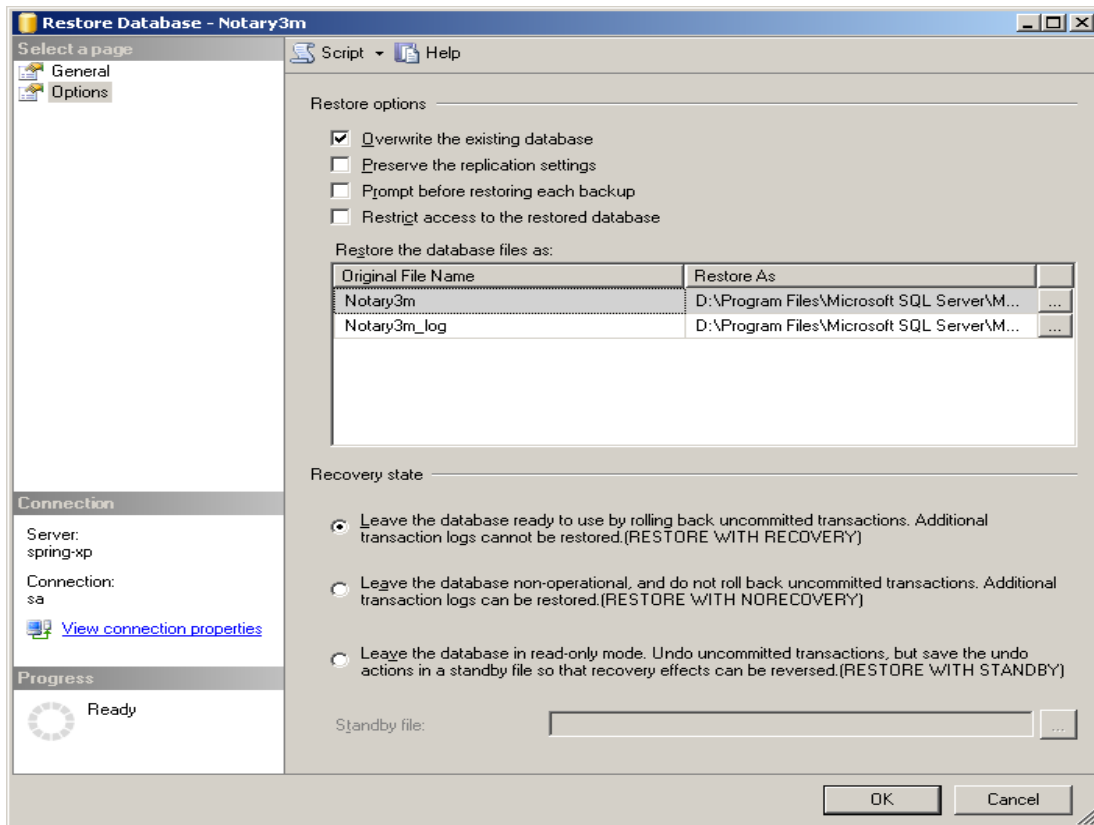 Restore Database - Notary3m
Select a page
General
Options
Script
Help
Restore options
Overwrite the existing database
Preserve the replication settings
Prompt before restoring each backup
Restrict access to the restored database
Restore the database files as:
Original File Name Restore As
Notary3m D:\Program Files\Microsoft SQL Server\M... ...
Notary3m_log D:\Program Files\Microsoft SQL Server\M... ...
Recovery state
Leave the database ready to use by rolling back uncommitted transactions. Additional
transaction logs cannot be restored.(RESTORE WITH RECOVERY)
Leave the database non-operational, and do not roll back uncommitted transactions. Additional
transaction logs can be restored.(RESTORE WITH NORECOVERY)
Leave the database in read-only mode. Undo uncommitted transactions, but save the undo
actions in a standby file so that recovery effects can be reversed.(RESTORE WITH STANDBY)
Standby file: ...
Connection
Server:
spring-xp
Connection:
sa
View connection properties
Progress
Ready
OK Cancel